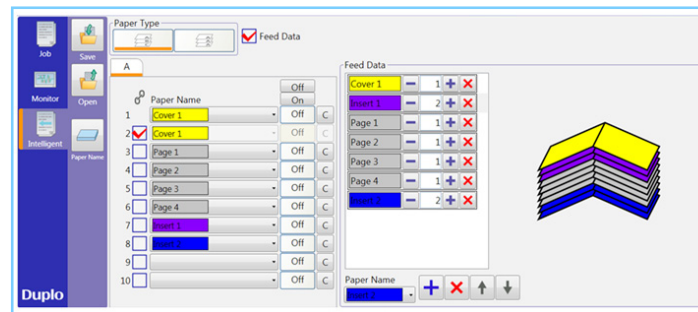 Paper Type
Feed Data
Job
Save
Monitor
Open
Intelligent
Paper Name
Duplo
A
Off
Paper Name On
1 Cover 1 Off C
2 Cover 1 Off C
3 Page 1 Off C
4 Page 2 Off C
5 Page 3 Off C
6 Page 4 Off C
7 Insert 1 Off C
8 Insert 2 Off C
9 Off C
10 Off C
Feed Data
Cover 1 1
Insert 1 2
Page 1 1
Page 2 1
Page 3 1
Page 4 1
Insert 2 2
Paper Name
Insert 2